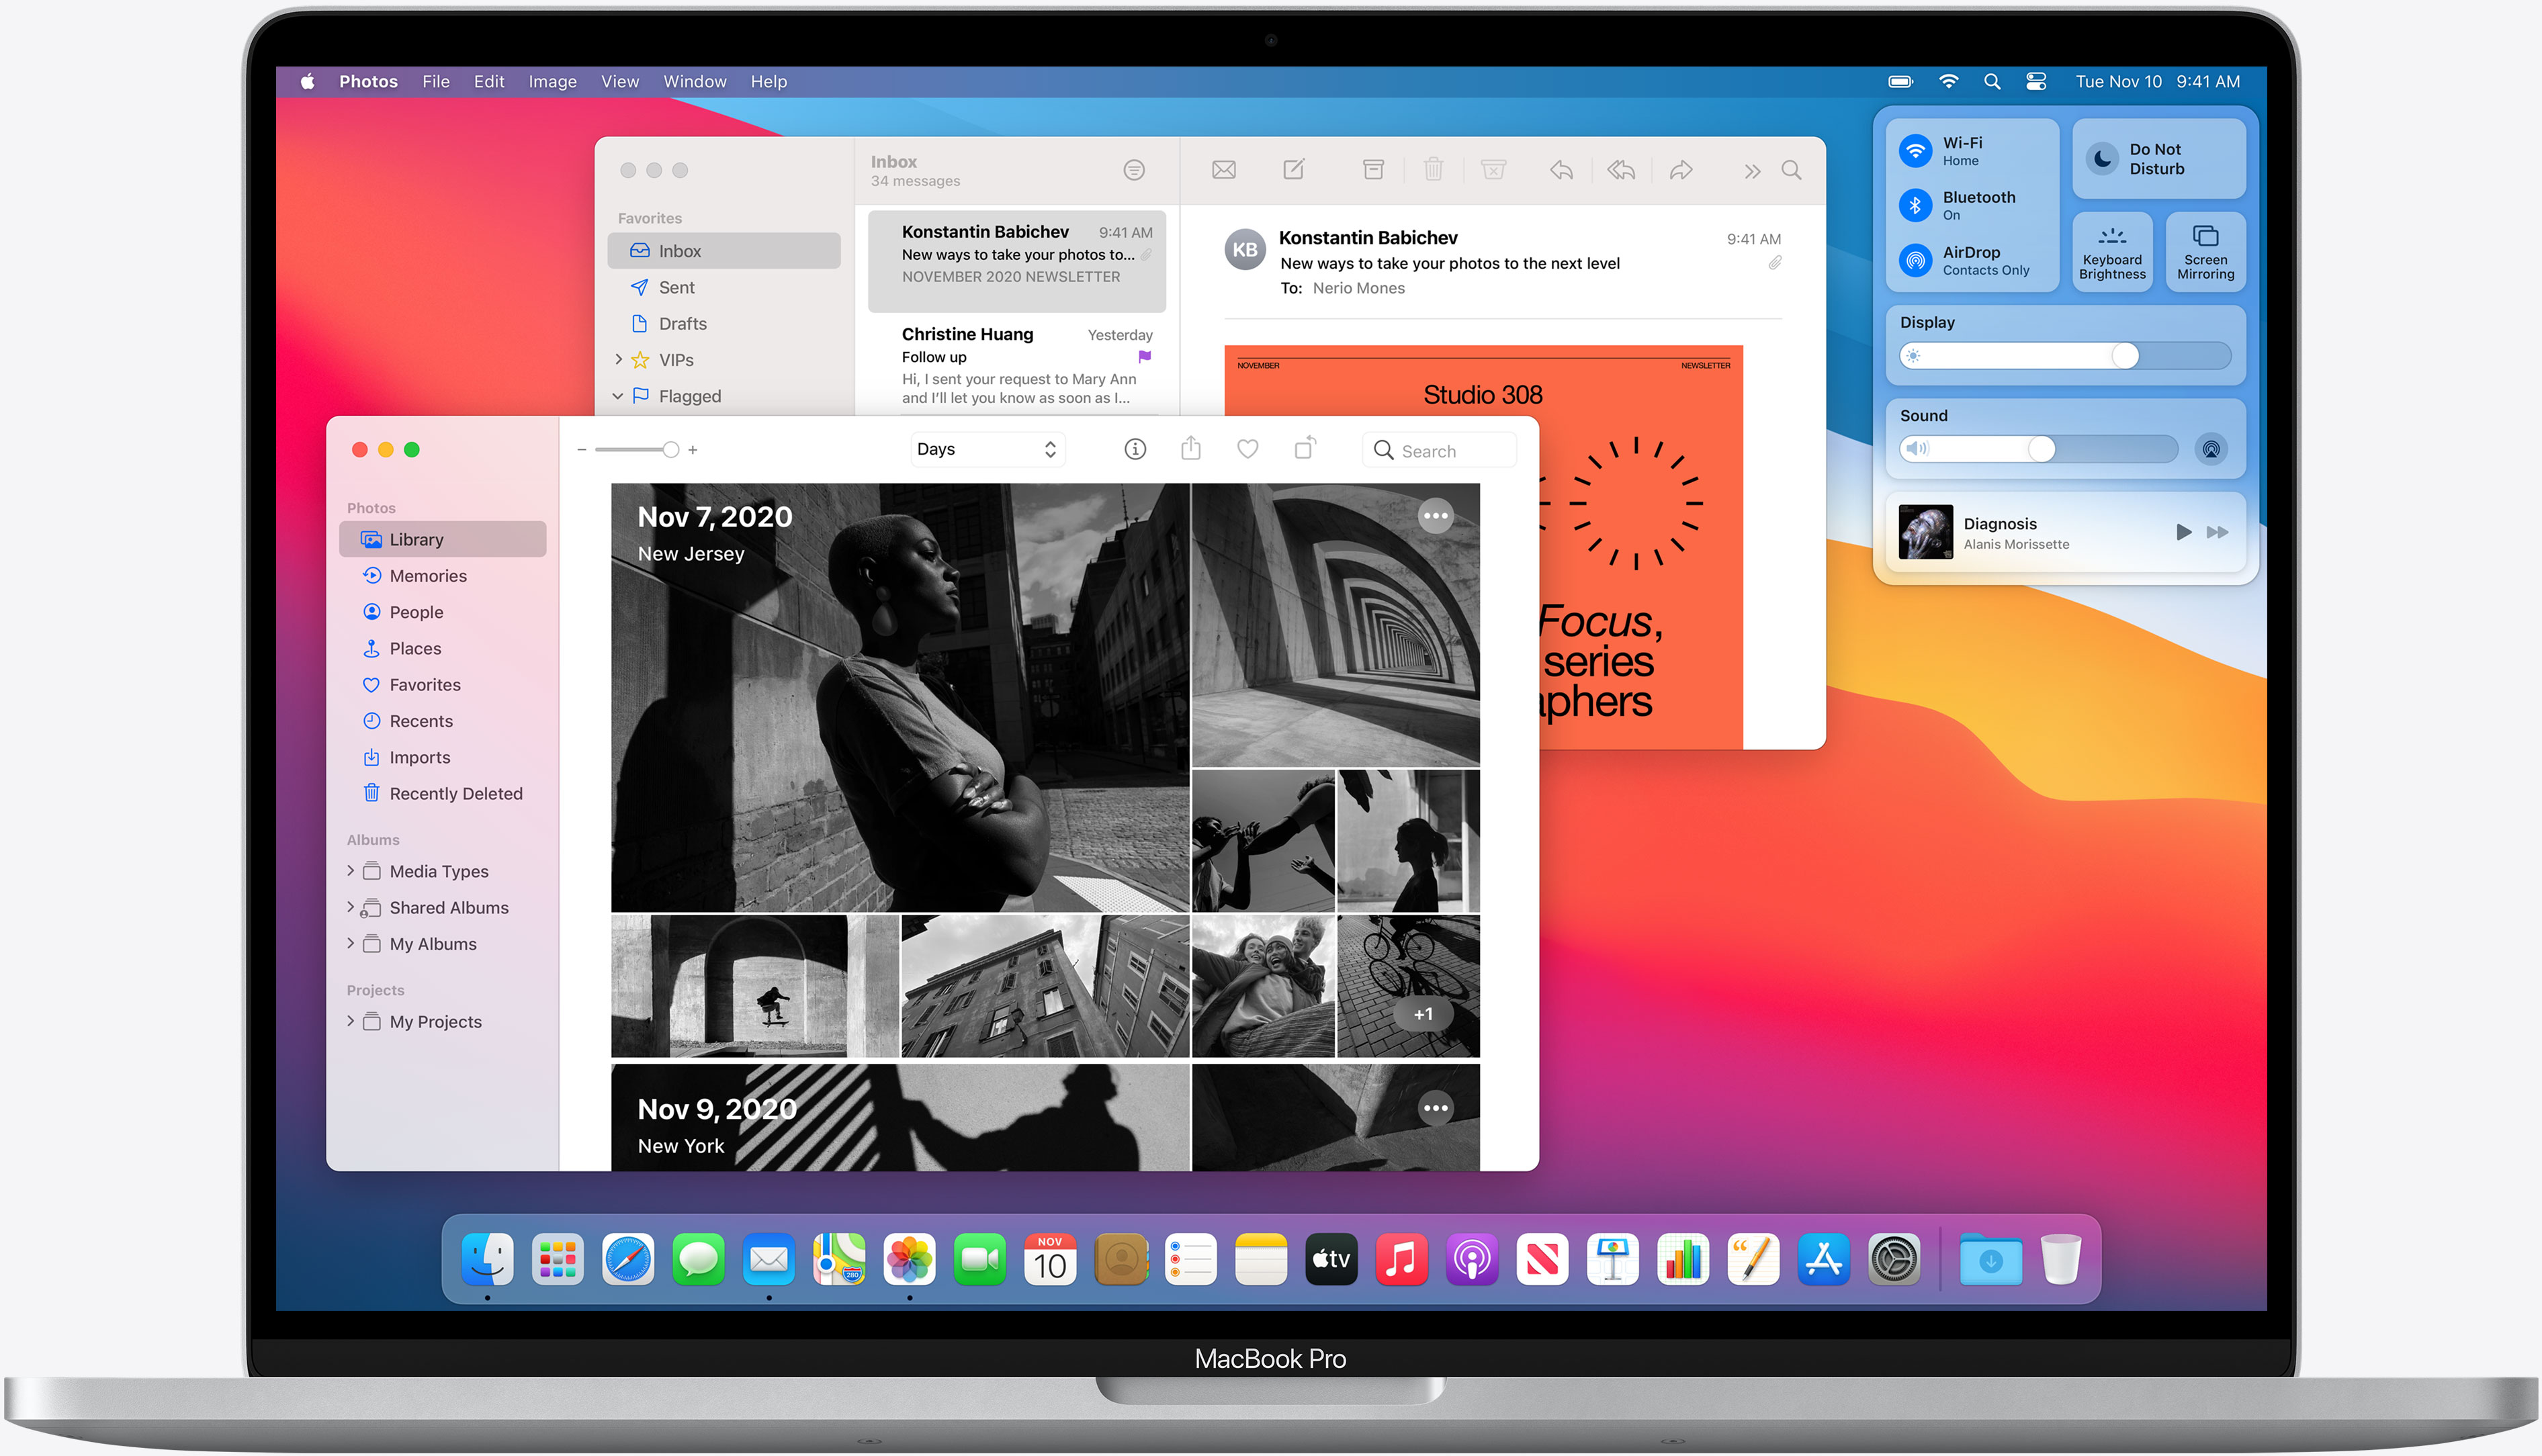 Photos File Edit Image View Window Help
Tue Nov 10 9:41 AM
Inbox
34 messages
Favorites
Inbox
Sent
Drafts
VIPs
Flagged
Konstantin Babichev 9:41 AM
New ways to take your photos to...
NOVEMBER 2020 NEWSLETTER
Christine Huang Yesterday
Follow up
Hi, I sent your request to Mary Ann
and I'll let you know as soon as I...
KB
Konstantin Babichev 9:41 AM
New ways to take your photos to the next level
To: Nerio Mones
NOVEMBER NEWSLETTER
Studio 308
Focus,
series
aphers
Wi-Fi
Home
Bluetooth
On
AirDrop
Contacts Only
Do Not
Disturb
Keyboard
Brightness
Screen
Mirroring
Display
Sound
Diagnosis
Alanis Morissette
Days
Search
Photos
Library
Memories
People
Places
Favorites
Recents
Imports
Recently Deleted
Albums
Media Types
Shared Albums
My Albums
Projects
My Projects
Nov 7, 2020
New Jersey
+1
Nov 9, 2020
New York
280
NOV
10
tv
MacBook Pro